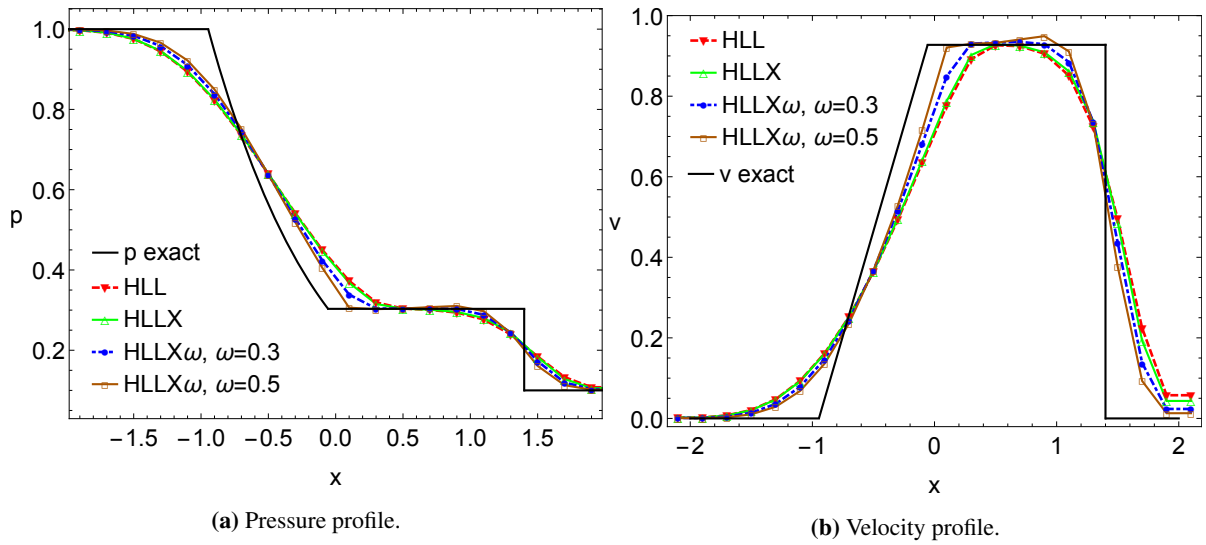 1.0
0.8
0.6
p
0.4
0.2
p exact
HLL
HLLX
HLLXω, ω=0.3
HLLXω, ω=0.5
−1.5 −1.0 −0.5 0.0 0.5 1.0 1.5
x
(a) Pressure profile.
1.0
0.8
0.6
v
0.4
0.2
0.0
HLL
HLLX
HLLXω, ω=0.3
HLLXω, ω=0.5
v exact
−2 −1 0 1 2
x
(b) Velocity profile.